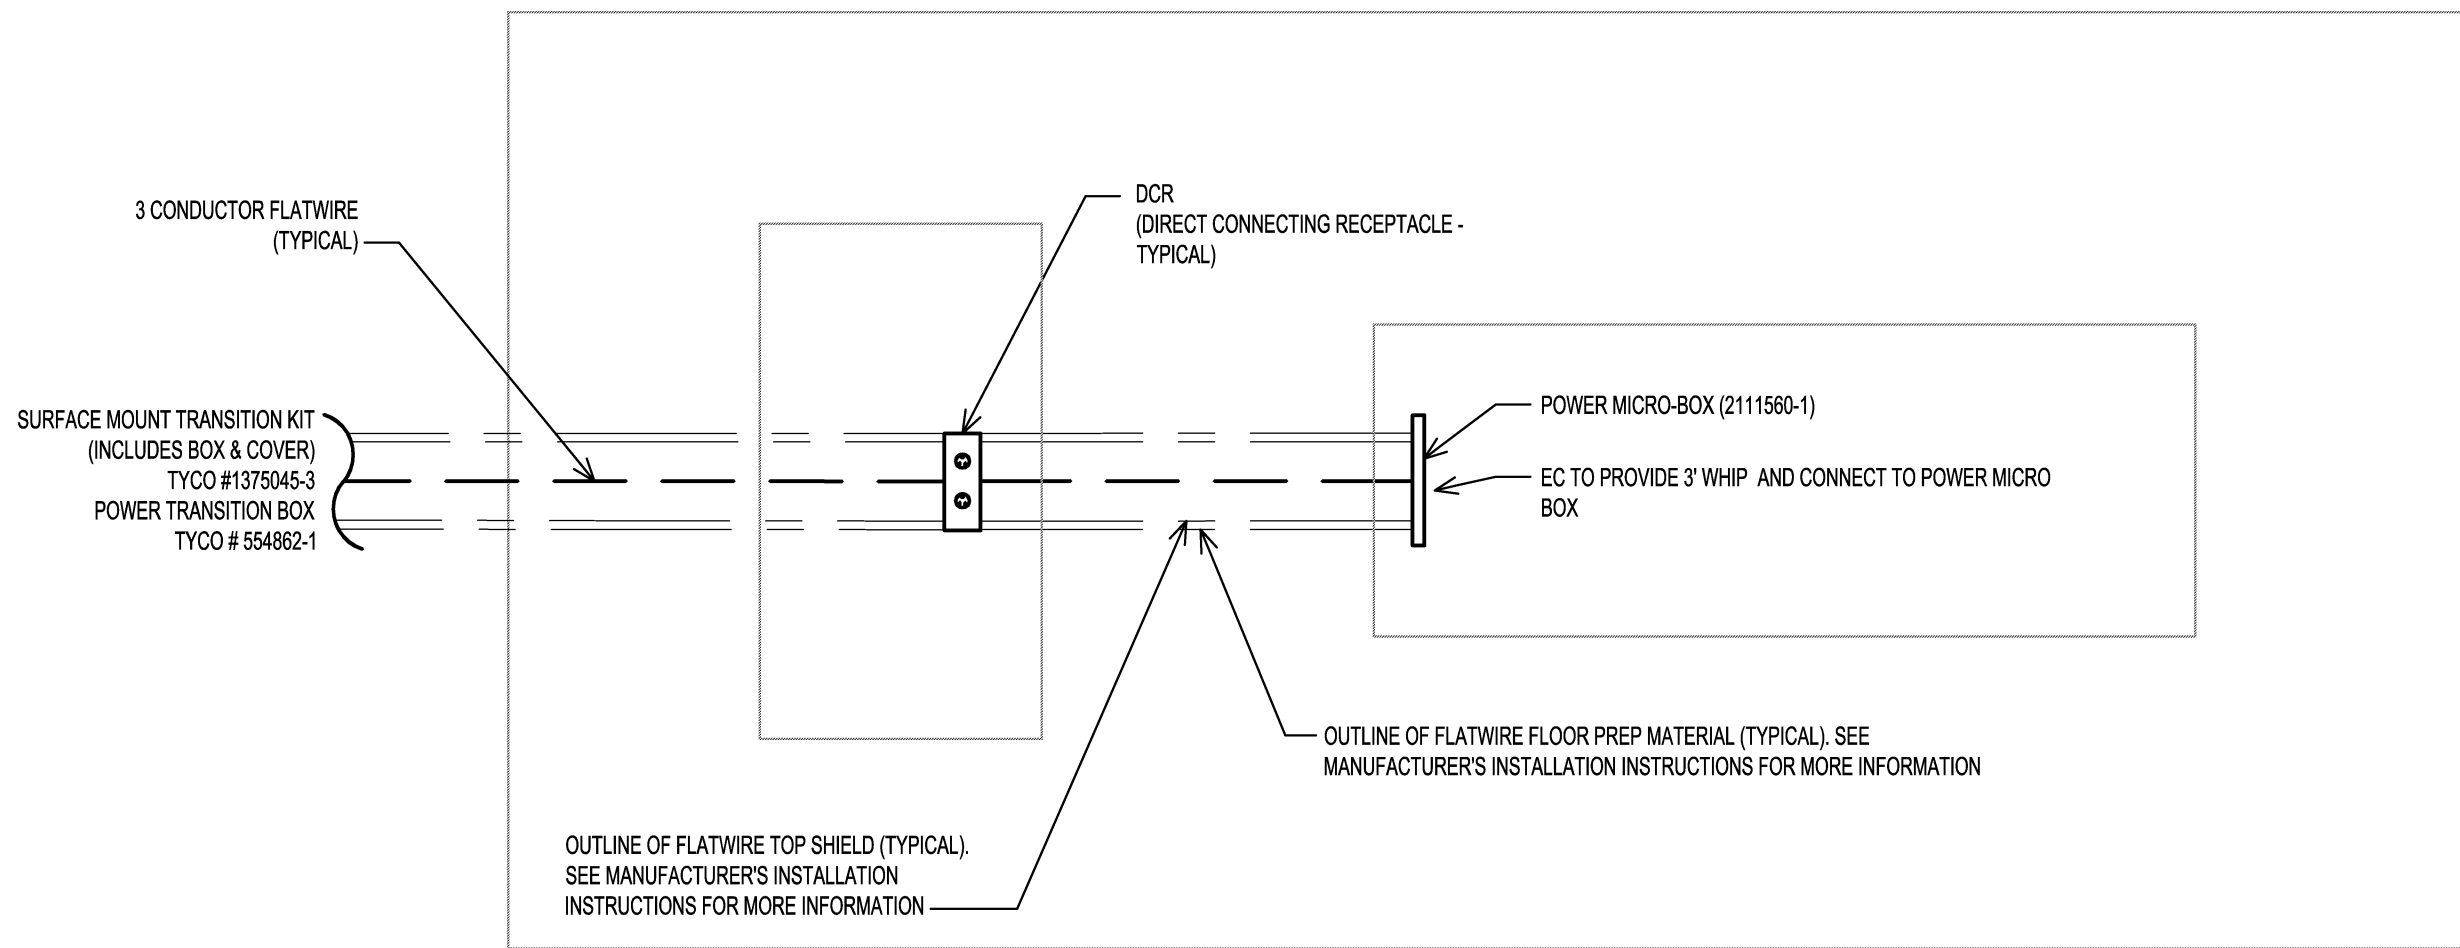 DCR
(DIRECT CONNECTING RECEPTACLE -
TYPICAL)
3 CONDUCTOR FLATWIRE
(TYPICAL)
SURFACE MOUNT TRANSITION KIT
(INCLUDES BOX & COVER)
TYCO #1375045-3
POWER TRANSITION BOX
TYCO # 554862-1
POWER MICRO-BOX (2111560-1)
EC TO PROVIDE 3' WHIP AND CONNECT TO POWER MICRO
BOX
OUTLINE OF FLATWIRE FLOOR PREP MATERIAL (TYPICAL). SEE
MANUFACTURER'S INSTALLATION INSTRUCTIONS FOR MORE INFORMATION
OUTLINE OF FLATWIRE TOP SHIELD (TYPICAL).
SEE MANUFACTURER'S INSTALLATION
INSTRUCTIONS FOR MORE INFORMATION